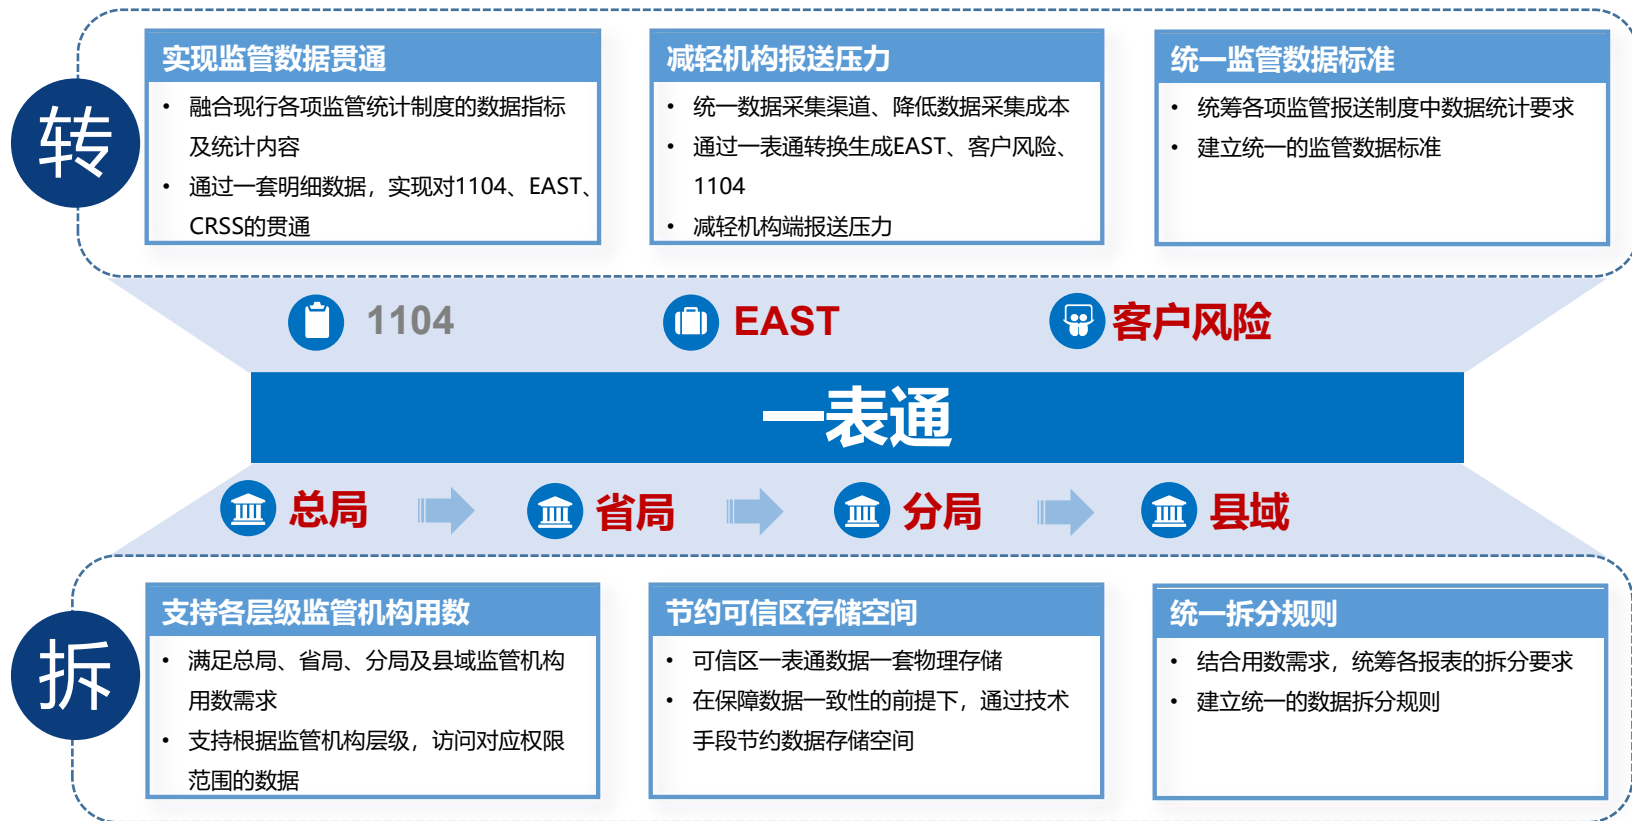 转
实现监管数据贯通
• 融合现行各项监管统计制度的数据指标
及统计内容
• 通过一套明细数据，实现对1104、EAST、
CRSS的贯通
减轻机构报送压力
• 统一数据采集渠道、降低数据采集成本
• 通过一表通转换生成EAST、客户风险、
1104
• 减轻机构端报送压力
统一监管数据标准
• 统筹各项监管报送制度中数据统计要求
• 建立统一的监管数据标准
1104
EAST
客户风险
一表通
总局
省局
分局
县域
拆
支持各层级监管机构用数
• 满足总局、省局、分局及县域监管机构
用数需求
• 支持根据监管机构层级，访问对应权限
范围的数据
节约可信区存储空间
• 可信区一表通数据一套物理存储
• 在保障数据一致性的前提下，通过技术
手段节约数据存储空间
统一拆分规则
• 结合用数需求，统筹各报表的拆分要求
• 建立统一的数据拆分规则